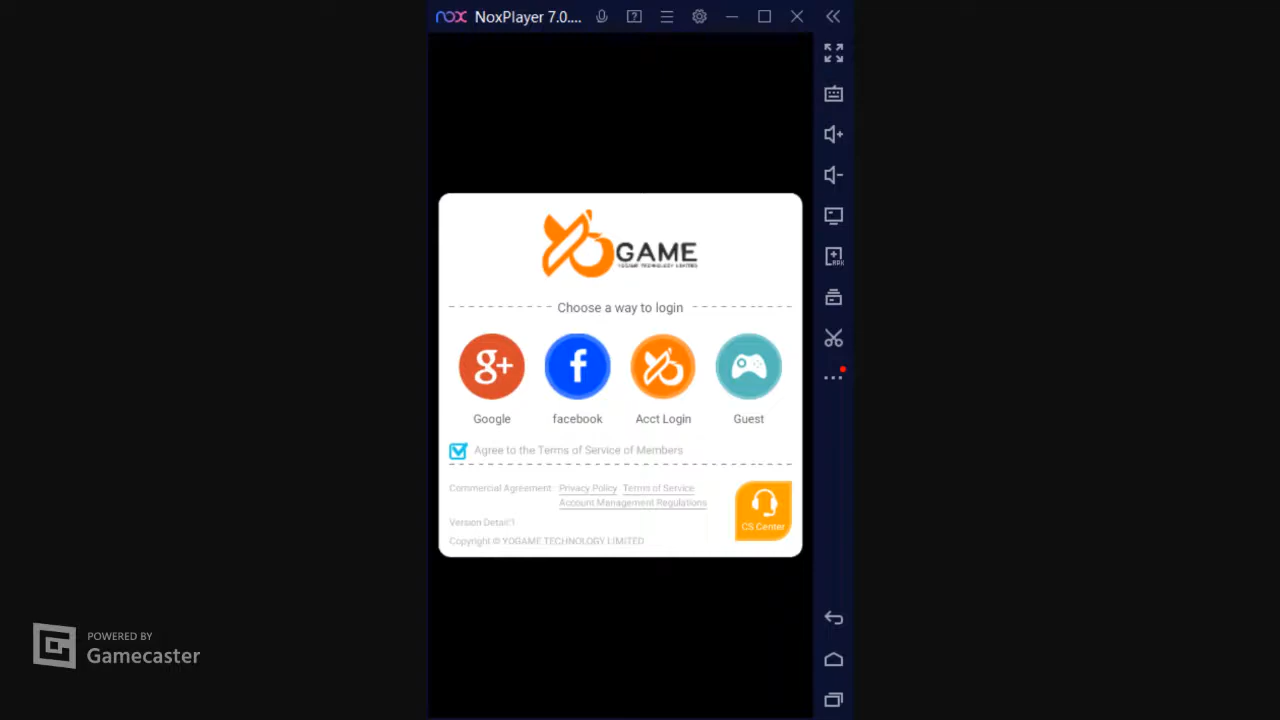 nox NoxPlayer 7.0....
GAME
YOGAME TECHNOLOGY LIMITED
Choose a way to login
g+
f
Google
facebook
Acct Login
Guest
Agree to the Terms of Service of Members
Commercial Agreement: Privacy Policy Terms of Service
Account Management Regulations
CS Center
Version Detail:1
Copyright © YOGAME TECHNOLOGY LIMITED
POWERED BY
Gamecaster